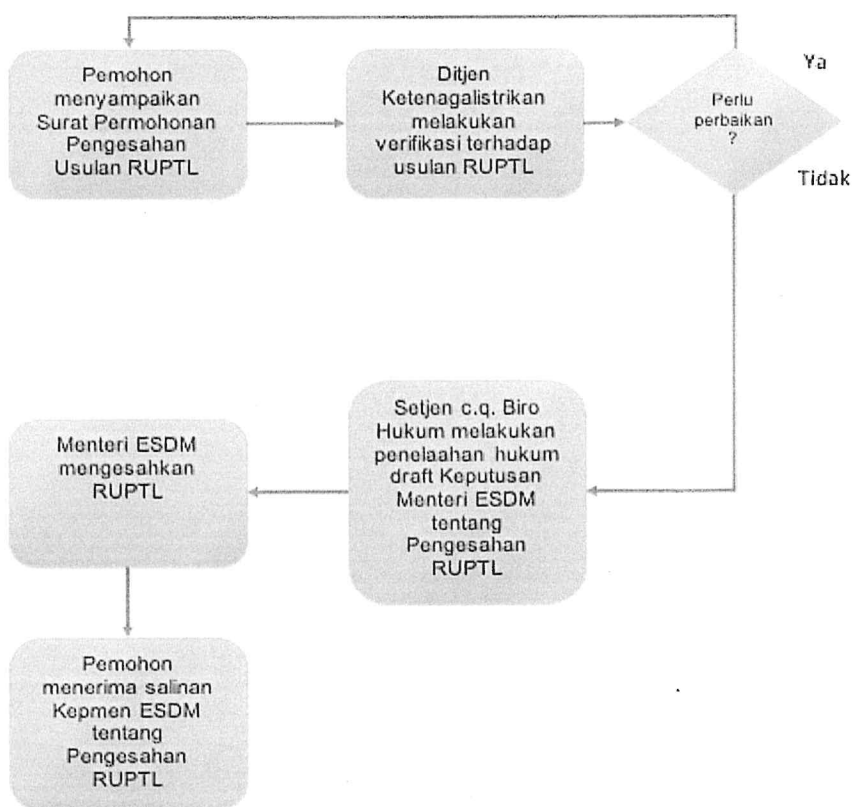 Pemohon
menyampaikan
Surat Permohonan
Pengesahan
Usulan RUPTL
Ditjen
Ketenagalistrikan
melakukan
verifikasi terhadap
usulan RUPTL
Perlu
perbaikan
?
Ya
Tidak
Setjen c.q. Biro
Hukum melakukan
penelaahan hukum
draft Keputusan
Menteri ESDM
tentang
Pengesahan
RUPTL
Menteri ESDM
mengesahkan
RUPTL
Pemohon
menerima salinan
Kepmen ESDM
tentang
Pengesahan
RUPTL